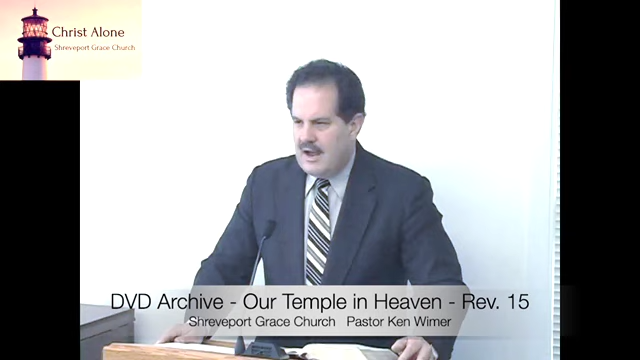 Christ Alone
Shreveport Grace Church
DVD Archive - Our Temple in Heaven - Rev. 15
Shreveport Grace Church Pastor Ken Wimer